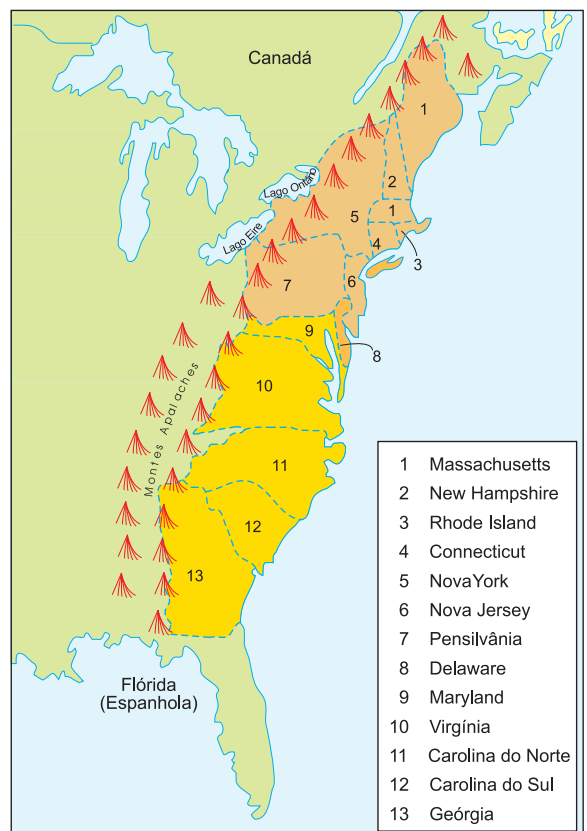 Canadá
1
Lago Ontário
2
1
5
4
3
Lago Eire
7
6
9
8
10
Montes Apalaches
11
12
13
Flórida
(Espanhola)
1 Massachusetts
2 New Hampshire
3 Rhode Island
4 Connecticut
5 NovaYork
6 Nova Jersey
7 Pensilvânia
8 Delaware
9 Maryland
10 Virgínia
11 Carolina do Norte
12 Carolina do Sul
13 Geórgia